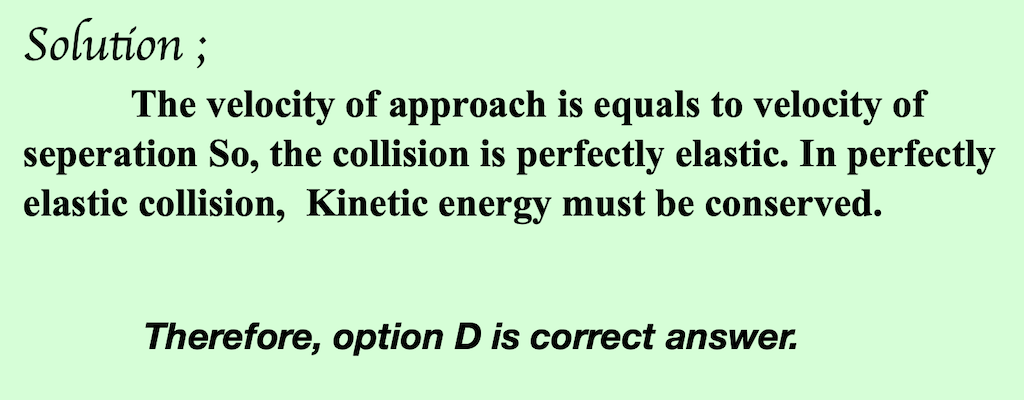 Solution ;
The velocity of approach is equals to velocity of
seperation So, the collision is perfectly elastic. In perfectly
elastic collision,  Kinetic energy must be conserved.
Therefore, option D is correct answer.